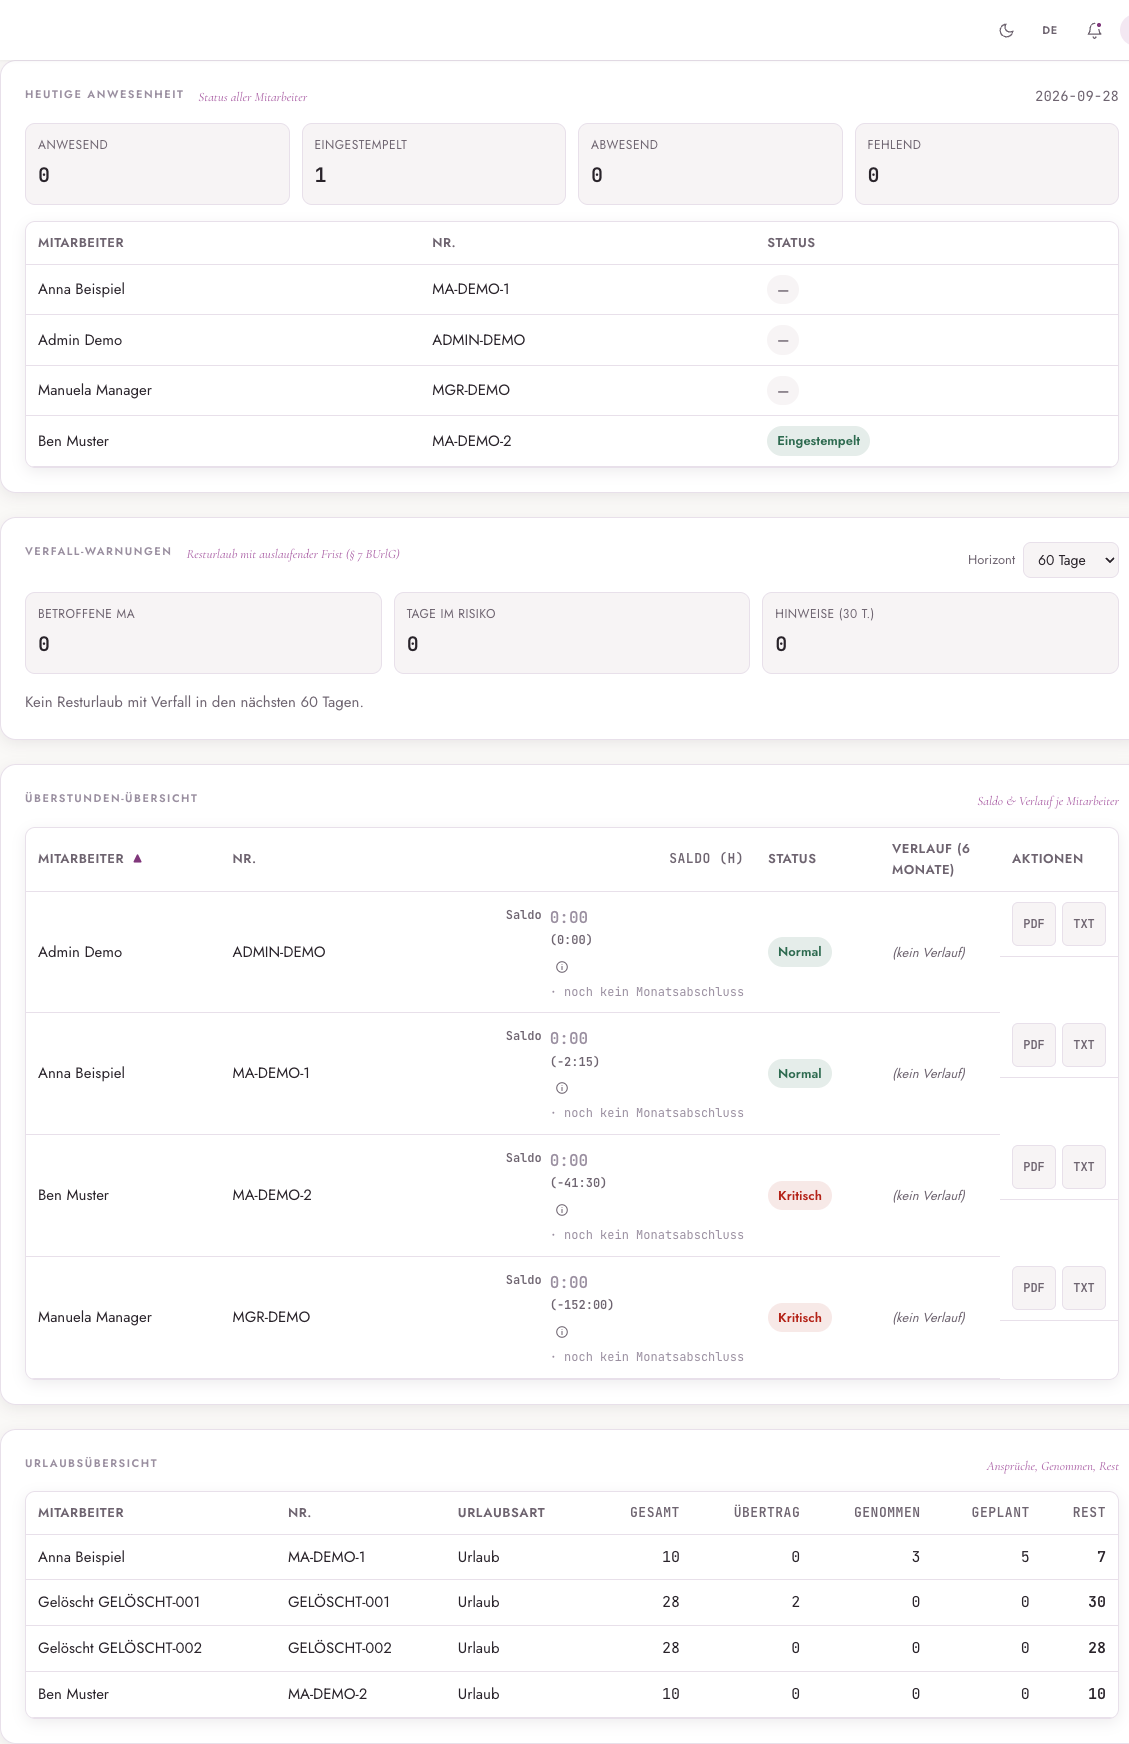 DE
HEUTIGE ANWESENHEIT Status aller Mitarbeiter 2026-09-28
ANWESEND EINGESTEMPELT ABWESEND FEHLEND
0 1 0 0
MITARBEITER NR. STATUS
Anna Beispiel MA-DEMO-1 —
Admin Demo ADMIN-DEMO —
Manuela Manager MGR-DEMO —
Ben Muster MA-DEMO-2 Eingestempelt
VERFALL-WARNUNGEN Resturlaub mit auslaufender Frist (§ 7 BUrlG) Horizont 60 Tage
BETROFFENE MA TAGE IM RISIKO HINWEISE (30 T.)
0 0 0
Kein Resturlaub mit Verfall in den nächsten 60 Tagen.
ÜBERSTUNDEN-ÜBERSICHT Saldo & Verlauf je Mitarbeiter
MITARBEITER ▲ NR. SALDO (H) STATUS VERLAUF (6 MONATE) AKTIONEN
Admin Demo ADMIN-DEMO Saldo 0:00 Normal (kein Verlauf) PDF TXT
(0:00)
· noch kein Monatsabschluss
Anna Beispiel MA-DEMO-1 Saldo 0:00 Normal (kein Verlauf) PDF TXT
(-2:15)
· noch kein Monatsabschluss
Ben Muster MA-DEMO-2 Saldo 0:00 Kritisch (kein Verlauf) PDF TXT
(-41:30)
· noch kein Monatsabschluss
Manuela Manager MGR-DEMO Saldo 0:00 Kritisch (kein Verlauf) PDF TXT
(-152:00)
· noch kein Monatsabschluss
URLAUBSÜBERSICHT Ansprüche, Genommen, Rest
MITARBEITER NR. URLAUBSART GESAMT ÜBERTRAG GENOMMEN GEPLANT REST
Anna Beispiel MA-DEMO-1 Urlaub 10 0 3 5 7
Gelöscht GELÖSCHT-001 GELÖSCHT-001 Urlaub 28 2 0 0 30
Gelöscht GELÖSCHT-002 GELÖSCHT-002 Urlaub 28 0 0 0 28
Ben Muster MA-DEMO-2 Urlaub 10 0 0 0 10